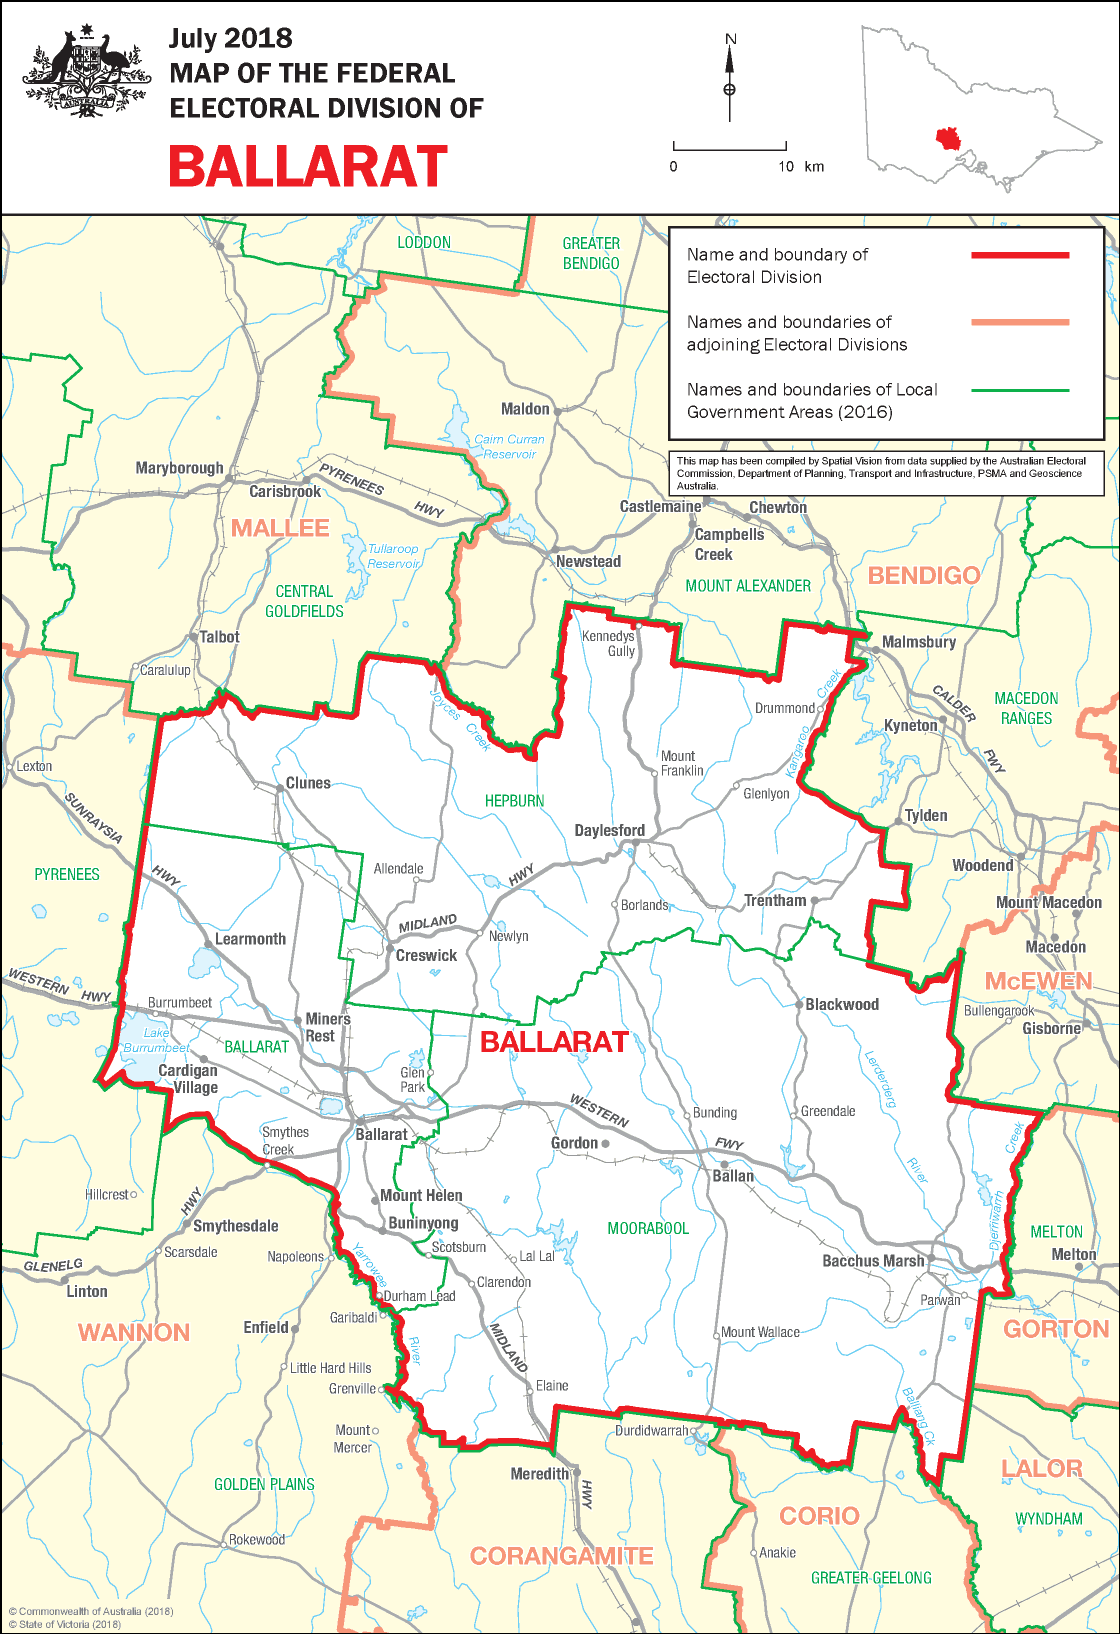 July 2018
MAP OF THE FEDERAL
ELECTORAL DIVISION OF
BALLARAT
AUSTRALIA
N
0
10 km
Name and boundary of
Electoral Division
Names and boundaries of
adjoining Electoral Divisions
Names and boundaries of Local
Government Areas (2016)
This map has been compiled by Spatial Vision from data supplied by the Australian Electoral
Commission, Department of Planning, Transport and Infrastructure, PSMA and Geoscience
Australia.
LODDON
GREATER
BENDIGO
Maldon
Cairn Curran
Reservoir
Maryborough
Carisbrook
PYRENEES
HWY
MALLEE
Castlemaine
Chewton
Campbells
Creek
Tullaroop
Reservoir
Newstead
BENDIGO
MOUNT ALEXANDER
CENTRAL
GOLDFIELDS
Talbot
Kennedys
Gully
Malmsbury
Caralulup
Joyces
Creek
Drummond
Kangaroo
Creek
CALDER
FWY
MACEDON
RANGES
Kyneton
Lexton
Mount
Franklin
Clunes
Glenlyon
HEPBURN
SUNRAYSIA
HWY
Tylden
Daylesford
Woodend
PYRENEES
Allendale
HWY
Trentham
Borlands
Mount Macedon
MIDLAND
Newlyn
Learmonth
Creswick
Macedon
WESTERN
HWY
McEWEN
Burrumbeet
Blackwood
Bullengarook
Gisborne
Miners
Rest
Lake
Burrumbeet
BALLARAT
BALLARAT
Cardigan
Village
Glen
Park
Lerderderg
River
WESTERN
FWY
Bunding
Greendale
Smythes
Creek
Ballarat
Gordon
Ballan
Creek
Djerriwarrh
Hillcrest
HWY
Mount Helen
Buninyong
Smythesdale
MOORABOOL
MELTON
Scarsdale
Napoleons
Yarrowee
Scotsburn
Lal Lal
Bacchus Marsh
Melton
GLENELG
Linton
Clarendon
Durham Lead
Parwan
WANNON
Enfield
Garibaldi
River
MIDLAND
Mount Wallace
GORTON
Little Hard Hills
Grenville
Elaine
Balliang Ck
Mount
Mercer
Durdidwarrah
Meredith
HWY
LALOR
GOLDEN PLAINS
CORIO
WYNDHAM
Rokewood
CORANGAMITE
Anakie
GREATER GEELONG
© Commonwealth of Australia (2018)
© State of Victoria (2018)